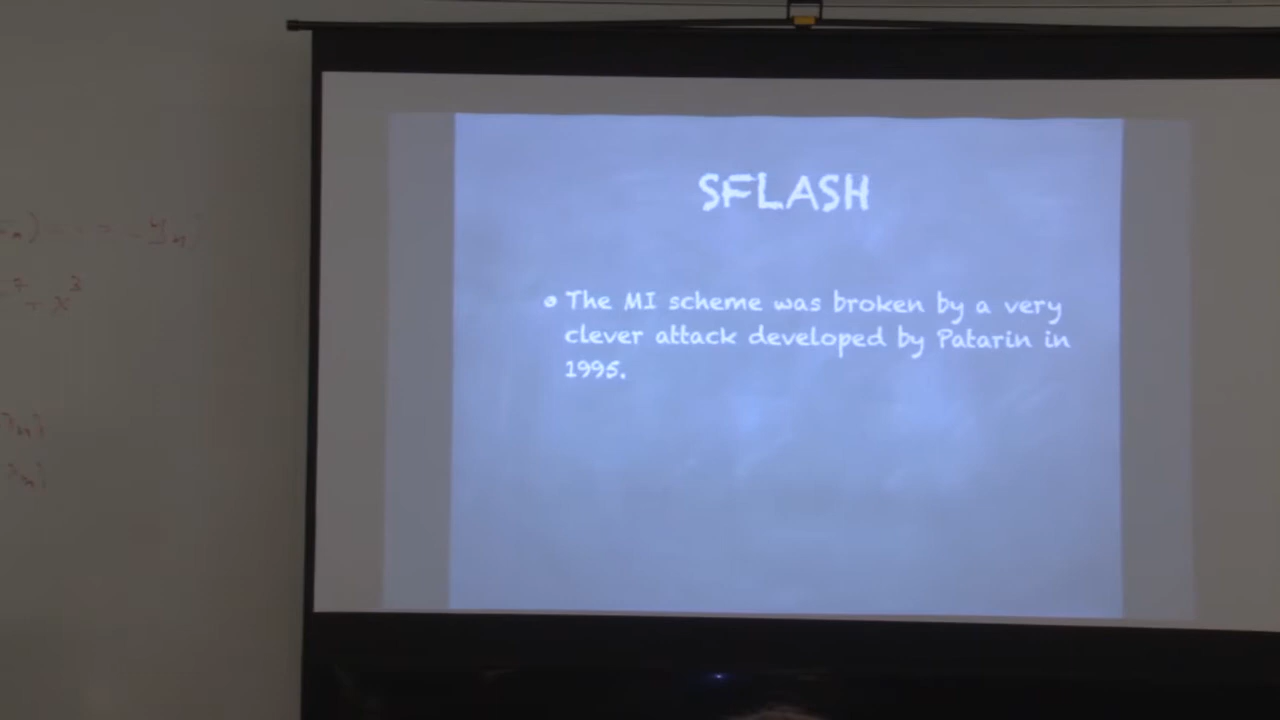 SFLASH
• The MI scheme was broken by a very
clever attack developed by Patarin in
1995.